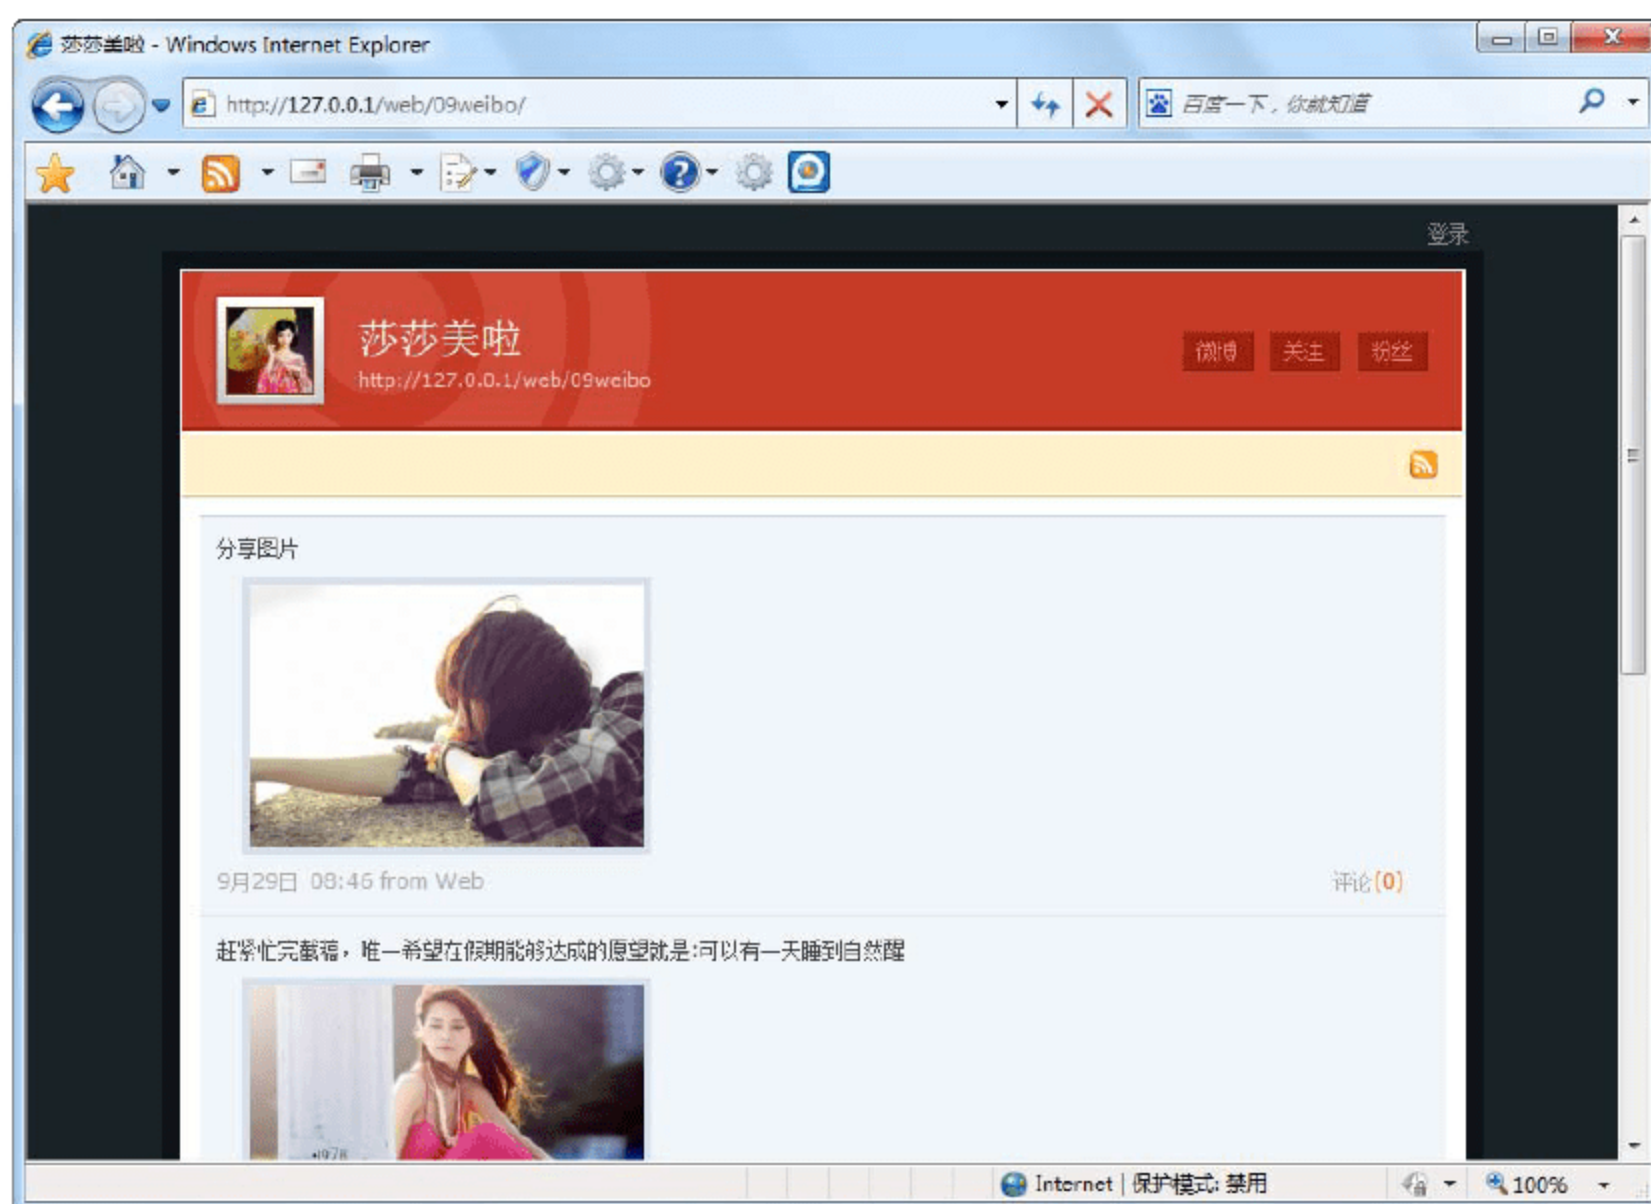 莎莎美啦 - Windows Internet Explorer
http://127.0.0.1/web/09weibo/
百度一下，你就知道
登录
莎莎美啦
http://127.0.0.1/web/09weibo
微博 关注 粉丝
分享图片
9月29日 08:46 from Web
评论(0)
赶紧忙完截稿，唯一希望在假期能够达成的愿望就是:可以有一天睡到自然醒
1978
Internet | 保护模式: 禁用
100%